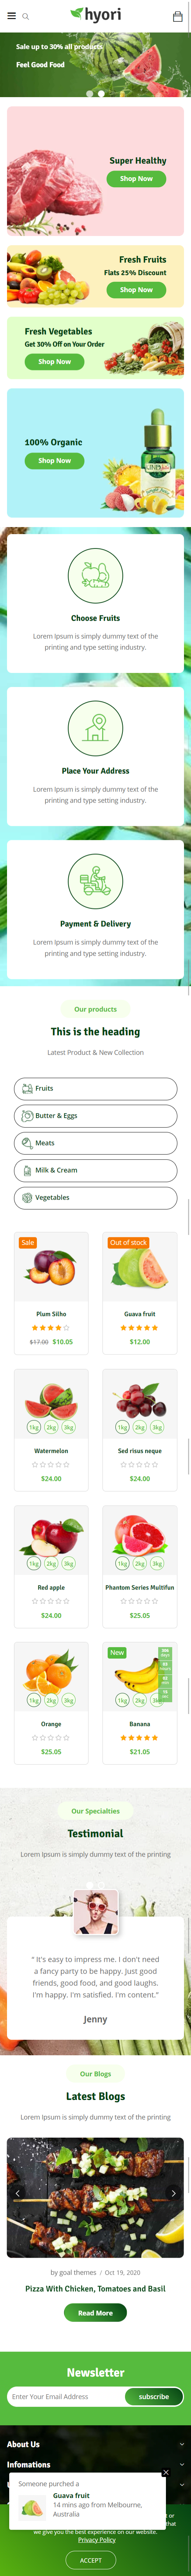 hyori
Sale up to 30% all products
Feel Good Food
Super Healthy
Shop Now
Fresh Fruits
Flats 25% Discount
Shop Now
Fresh Vegetables
Get 30% Off on Your Order
Shop Now
100% Organic
Shop Now
Choose Fruits
Lorem Ipsum is simply dummy text of the
printing and type setting industry.
Place Your Address
Lorem Ipsum is simply dummy text of the
printing and type setting industry.
Payment & Delivery
Lorem Ipsum is simply dummy text of the
printing and type setting industry.
Our products
This is the heading
Latest Product & New Collection
Fruits
Butter & Eggs
Meats
Milk & Cream
Vegetables
Sale
Out of stock
Plum Silho
Guava fruit
$17.00 $10.05
$12.00
1kg 2kg 3kg
1kg 2kg 3kg
Watermelon
Sed risus neque
$24.00
$24.00
1kg 2kg 3kg
1kg 2kg 3kg
Red apple
Phantom Series Multifun
$24.00
$25.05
New
1kg 2kg 3kg
1kg 2kg
Orange
Banana
$25.05
$21.05
Our Specialties
Testimonial
Lorem Ipsum is simply dummy text of the printing
“ It's easy to impress me. I don't need
a fancy party to be happy. Just good
friends, good food, and good laughs.
I'm happy. I'm satisfied. I'm content.”
Jenny
Our Blogs
Latest Blogs
Lorem Ipsum is simply dummy text of the printing
by goal themes / Oct 19, 2020
Pizza With Chicken, Tomatoes and Basil
Read More
Newsletter
Enter Your Email Address
subscribe
About Us
Infomations
Someone purched a
Guava fruit
14 mins ago from Melbourne,
Australia
or
that
we give you the best experience on our website.
Privacy Policy
ACCEPT